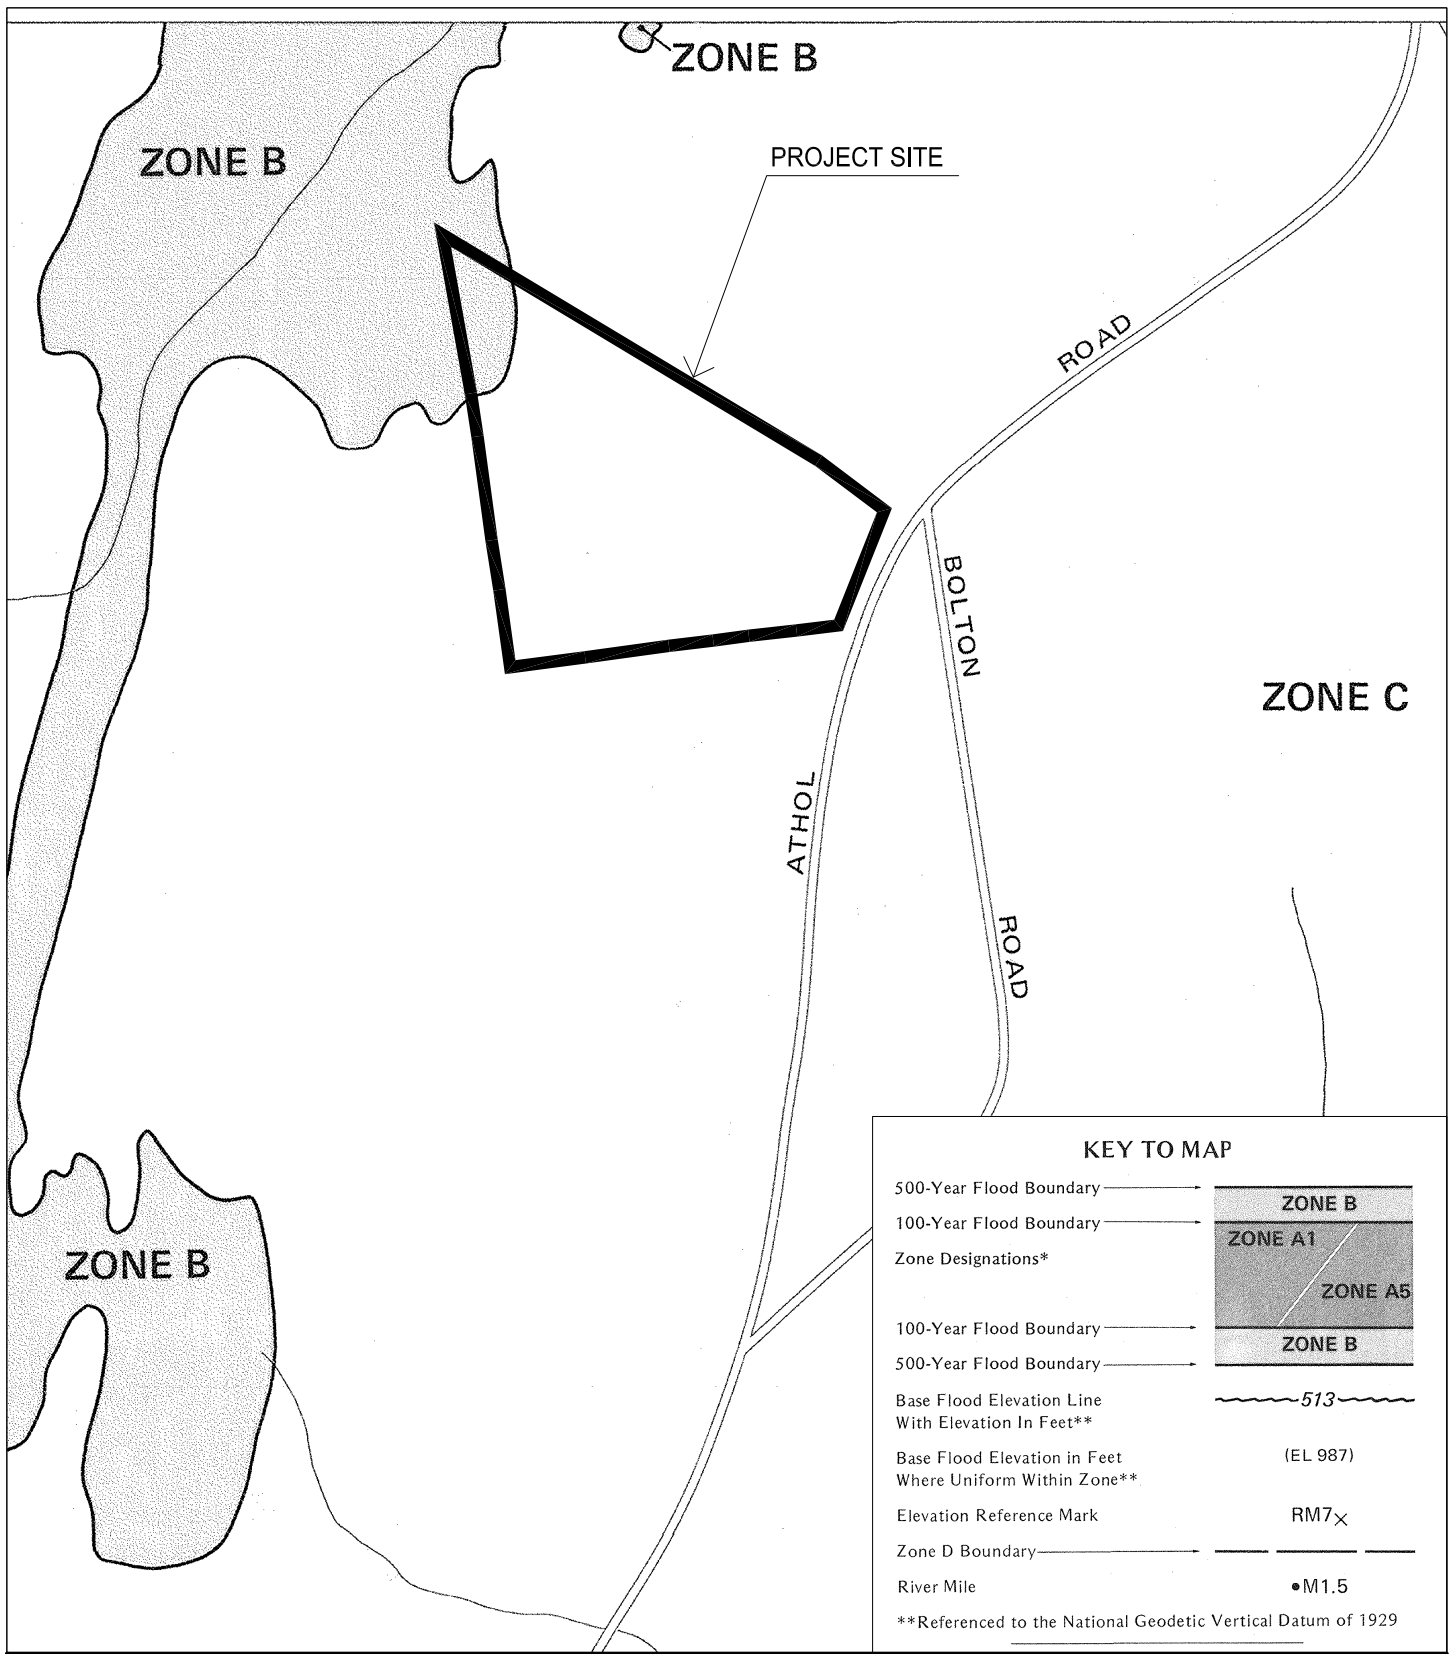 ZONE B
ZONE B
PROJECT SITE
ROAD
BOLTON
ZONE C
ATHOL
ROAD
ZONE B
KEY TO MAP
500-Year Flood Boundary
ZONE B
100-Year Flood Boundary
ZONE A1
Zone Designations*
ZONE A5
100-Year Flood Boundary
ZONE B
500-Year Flood Boundary
Base Flood Elevation Line
With Elevation In Feet**
513
Base Flood Elevation in Feet
Where Uniform Within Zone**
(EL 987)
Elevation Reference Mark
RM7×
Zone D Boundary
River Mile
•M1.5
**Referenced to the National Geodetic Vertical Datum of 1929